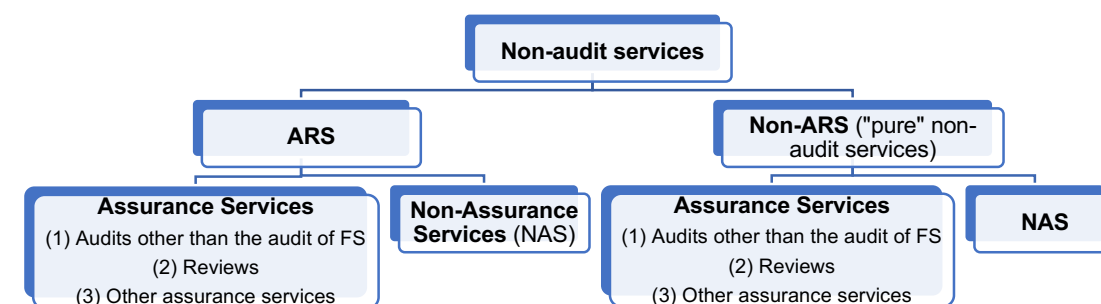 Non-audit services
ARS
Non-ARS ("pure" non-
audit services)
Assurance Services
(1) Audits other than the audit of FS
(2) Reviews
(3) Other assurance services
Non-Assurance
Services (NAS)
Assurance Services
(1) Audits other than the audit of FS
(2) Reviews
(3) Other assurance services
NAS